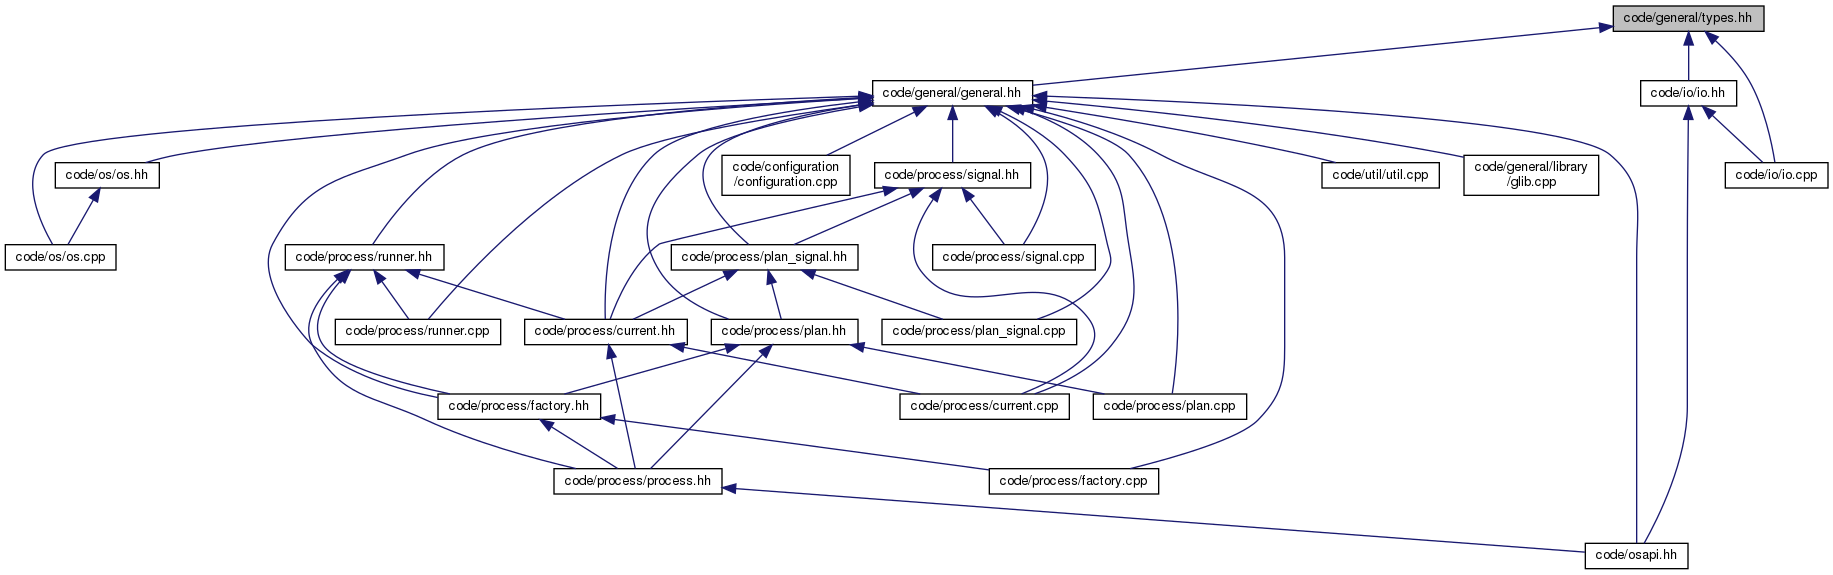 code/general/types.hh
code/general/general.hh
code/io/io.hh
code/os/os.hh
code/configuration
/configuration.cpp
code/process/signal.hh
code/util/util.cpp
code/general/library
/glib.cpp
code/io/io.cpp
code/os/os.cpp
code/process/runner.hh
code/process/plan_signal.hh
code/process/signal.cpp
code/process/runner.cpp
code/process/current.hh
code/process/plan.hh
code/process/plan_signal.cpp
code/process/factory.hh
code/process/current.cpp
code/process/plan.cpp
code/process/process.hh
code/process/factory.cpp
code/osapi.hh